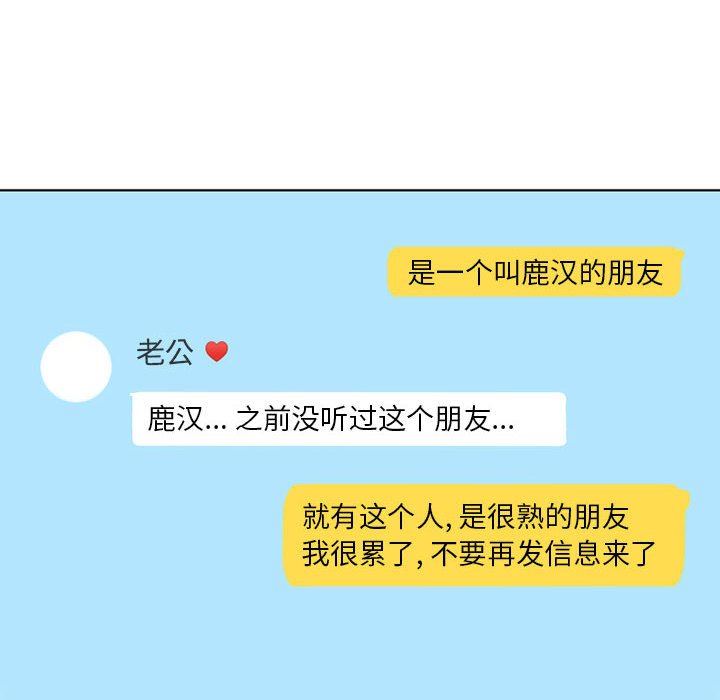 是一个叫鹿汉的朋友
老公
鹿汉... 之前没听过这个朋友...
就有这个人, 是很熟的朋友
我很累了, 不要再发信息来了